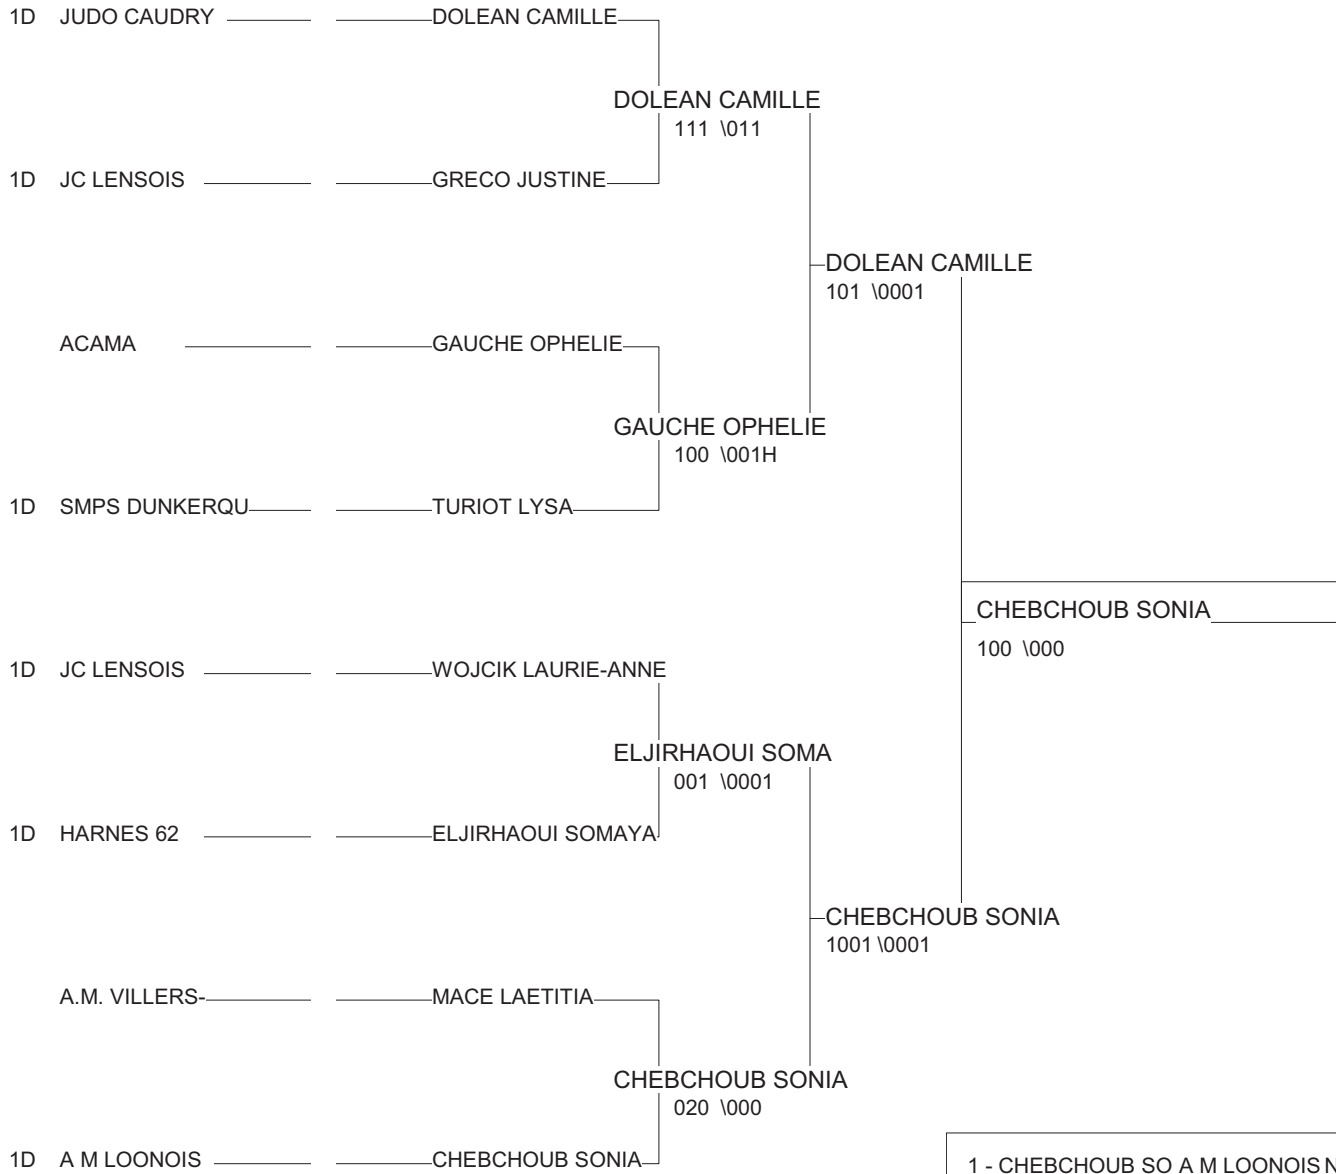 1D JUDO CAUDRY DOLEAN CAMILLE
DOLEAN CAMILLE
111 \011
1D JC LENSOIS GRECO JUSTINE
DOLEAN CAMILLE
101 \0001
ACAMA GAUCHE OPHELIE
GAUCHE OPHELIE
100 \001H
1D SMPS DUNKERQU TURIOT LYSA
CHEBCHOUB SONIA
100 \000
1D JC LENSOIS WOJCIK LAURIE-ANNE
ELJIRHAOUI SOMA
001 \0001
1D HARNES 62 ELJIRHAOUI SOMAYA
CHEBCHOUB SONIA
1001 \0001
A.M. VILLERS- MACE LAETITIA
CHEBCHOUB SONIA
020 \000
1D A M LOONOIS CHEBCHOUB SONIA
1 - CHEBCHOUB SO A M LOONOIS N